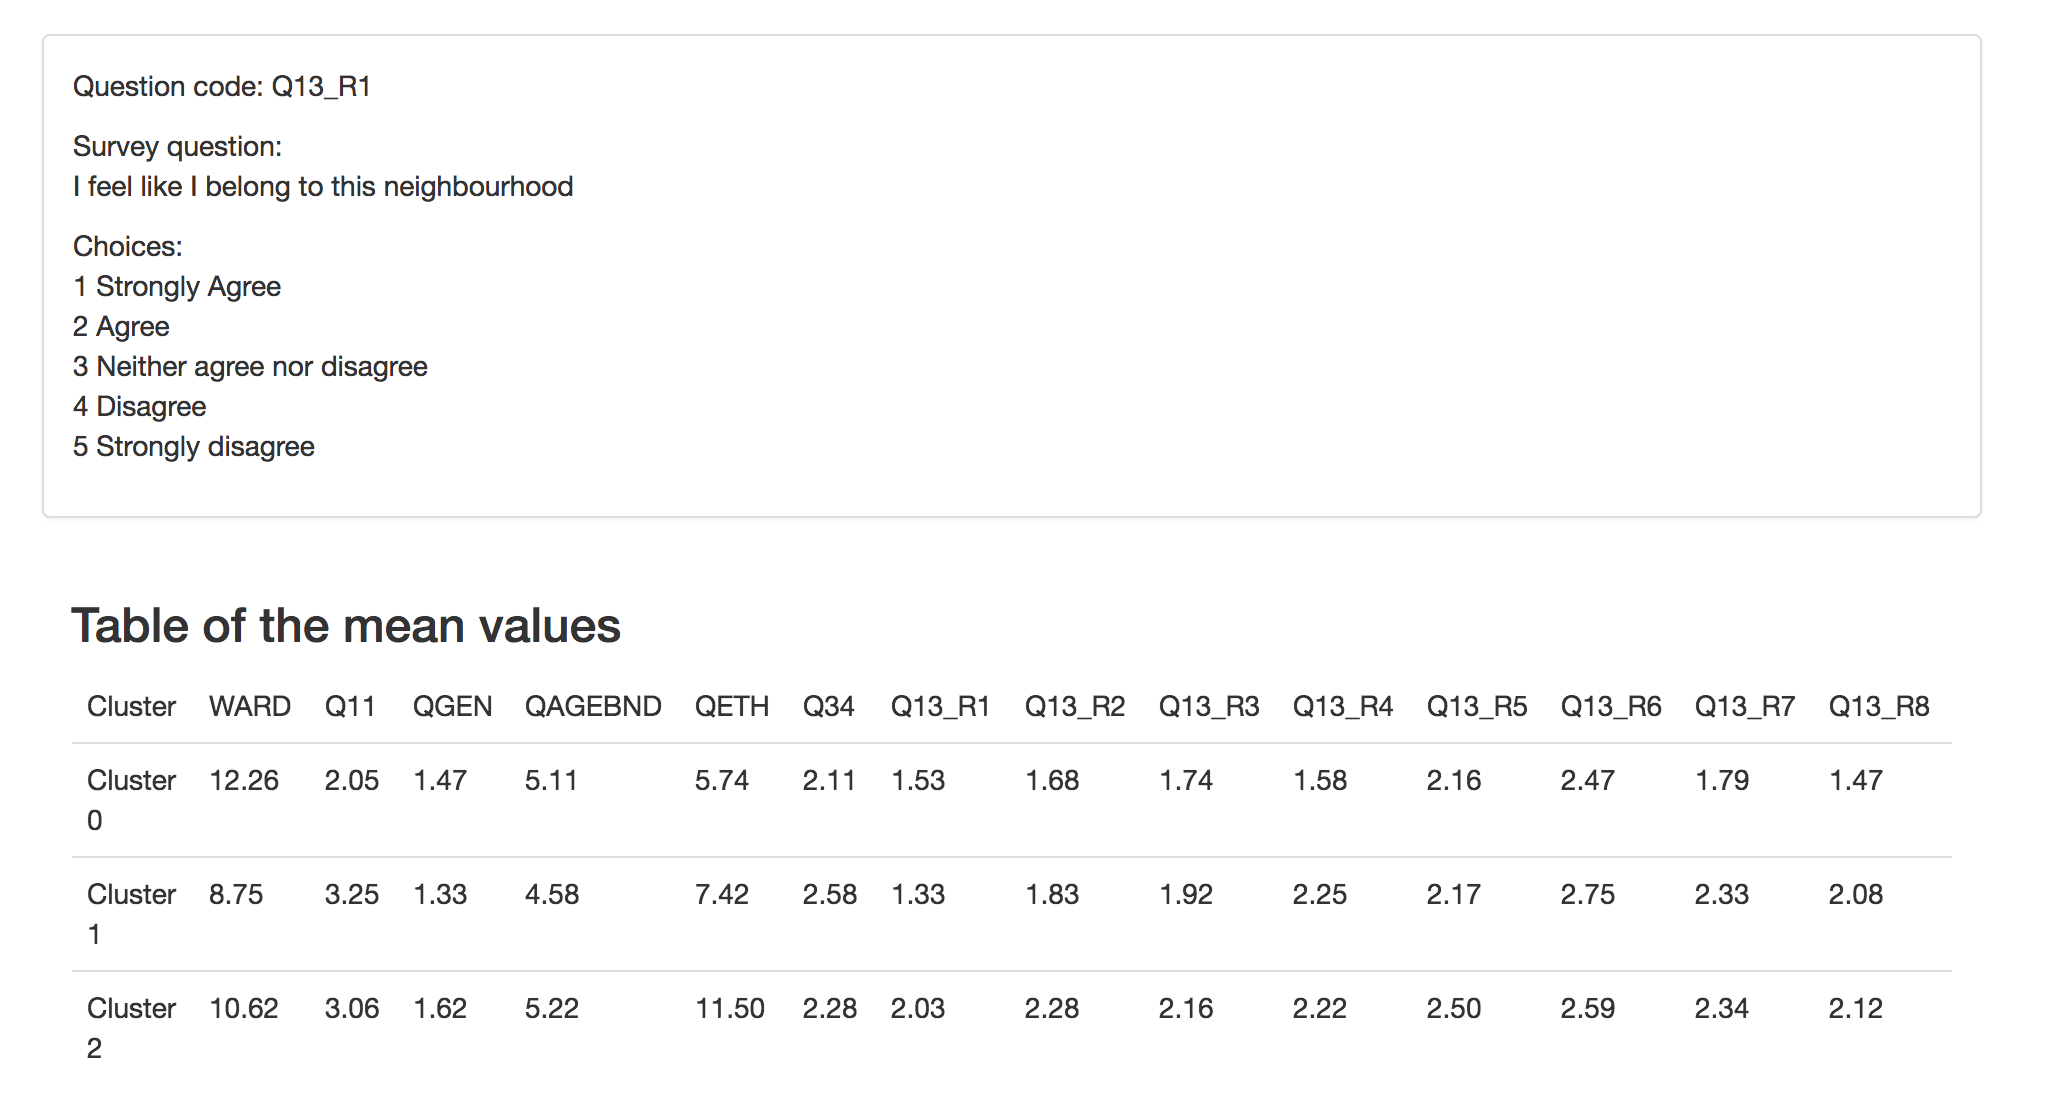 Question code: Q13_R1
Survey question:
I feel like I belong to this neighbourhood
Choices:
1 Strongly Agree
2 Agree
3 Neither agree nor disagree
4 Disagree
5 Strongly disagree
Table of the mean values
Cluster WARD Q11 QGEN QAGEBND QETH Q34 Q13_R1 Q13_R2 Q13_R3 Q13_R4 Q13_R5 Q13_R6 Q13_R7 Q13_R8
Cluster 12.26 2.05 1.47 5.11 5.74 2.11 1.53 1.68 1.74 1.58 2.16 2.47 1.79 1.47
0
Cluster 8.75 3.25 1.33 4.58 7.42 2.58 1.33 1.83 1.92 2.25 2.17 2.75 2.33 2.08
1
Cluster 10.62 3.06 1.62 5.22 11.50 2.28 2.03 2.28 2.16 2.22 2.50 2.59 2.34 2.12
2